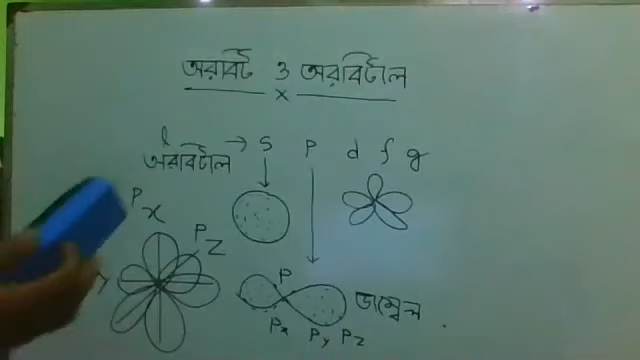 অরবিট ও অরবিটাল
x
l
অরবিটাল → s p d f g
Px
Pz
y
P
ডাম্বেল
Px Py Pz